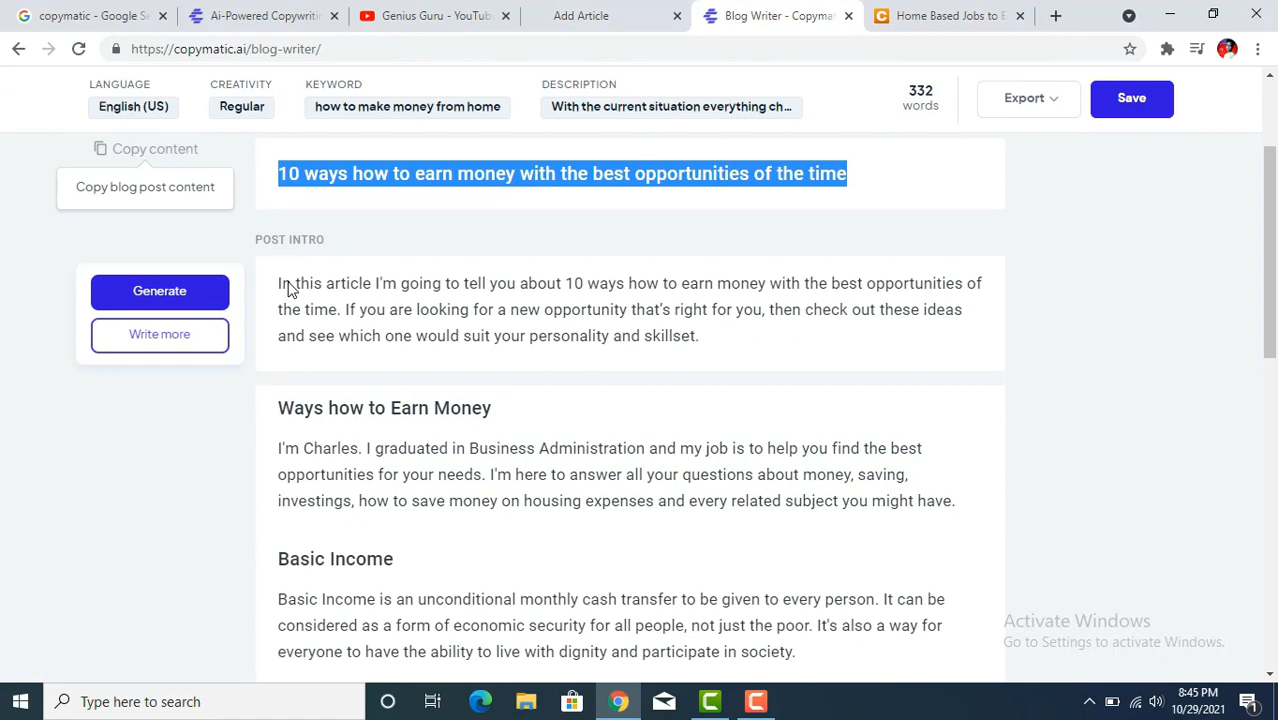 copymatic - Google Se
Ai-Powered Copywritin
Genius Guru - YouTube
Add Article
Blog Writer - Copymat
Home Based Jobs to E
https://copymatic.ai/blog-writer/
LANGUAGE
English (US)
CREATIVITY
Regular
KEYWORD
how to make money from home
DESCRIPTION
With the current situation everything ch...
332
words
Export
Save
Copy content
Copy blog post content
10 ways how to earn money with the best opportunities of the time
POST INTRO
Generate
Write more
In this article I'm going to tell you about 10 ways how to earn money with the best opportunities of
the time. If you are looking for a new opportunity that's right for you, then check out these ideas
and see which one would suit your personality and skillset.
Ways how to Earn Money
I'm Charles. I graduated in Business Administration and my job is to help you find the best
opportunities for your needs. I'm here to answer all your questions about money, saving,
investings, how to save money on housing expenses and every related subject you might have.
Basic Income
Basic Income is an unconditional monthly cash transfer to be given to every person. It can be
considered as a form of economic security for all people, not just the poor. It's also a way for
everyone to have the ability to live with dignity and participate in society.
Activate Windows
Go to Settings to activate Windows.
Type here to search
8:45 PM
10/29/2021